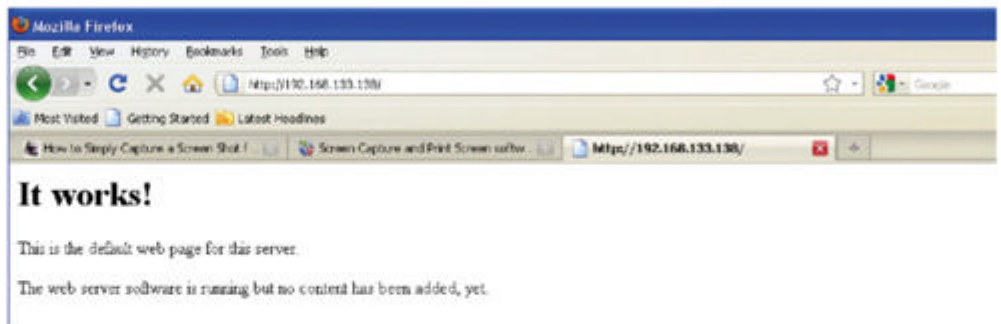 Mozilla Firefox
File Edit View History Bookmarks Tools Help
http://192.168.133.138/
Google
Most Visited Getting Started Latest Headlines
How to Simply Capture a Screen Shot f... Screen Capture and Print Screen softw... http://192.168.133.138/
It works!
This is the default web page for this server.
The web server software is running but no content has been added, yet.